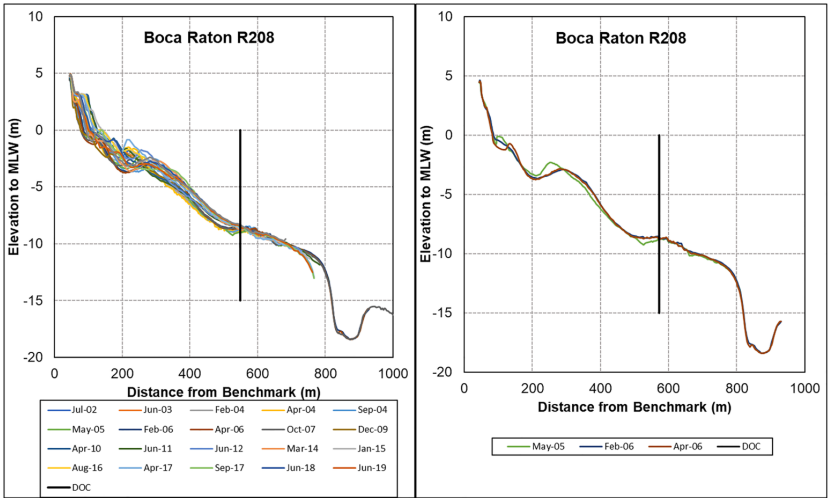 Boca Raton R208
Elevation to MLW (m)
10
5
0
-5
-10
-15
-20
0 200 400 600 800 1000
Distance from Benchmark (m)
Jul-02 Jun-03 Feb-04 Apr-04 Sep-04
May-05 Feb-06 Apr-06 Oct-07 Dec-09
Apr-10 Jun-11 Jun-12 Mar-14 Jan-15
Aug-16 Apr-17 Sep-17 Jun-18 Jun-19
DOC
Boca Raton R208
Elevation to MLW (m)
10
5
0
-5
-10
-15
-20
0 200 400 600 800 1000
Distance from Benchmark (m)
May-05 Feb-06 Apr-06 DOC